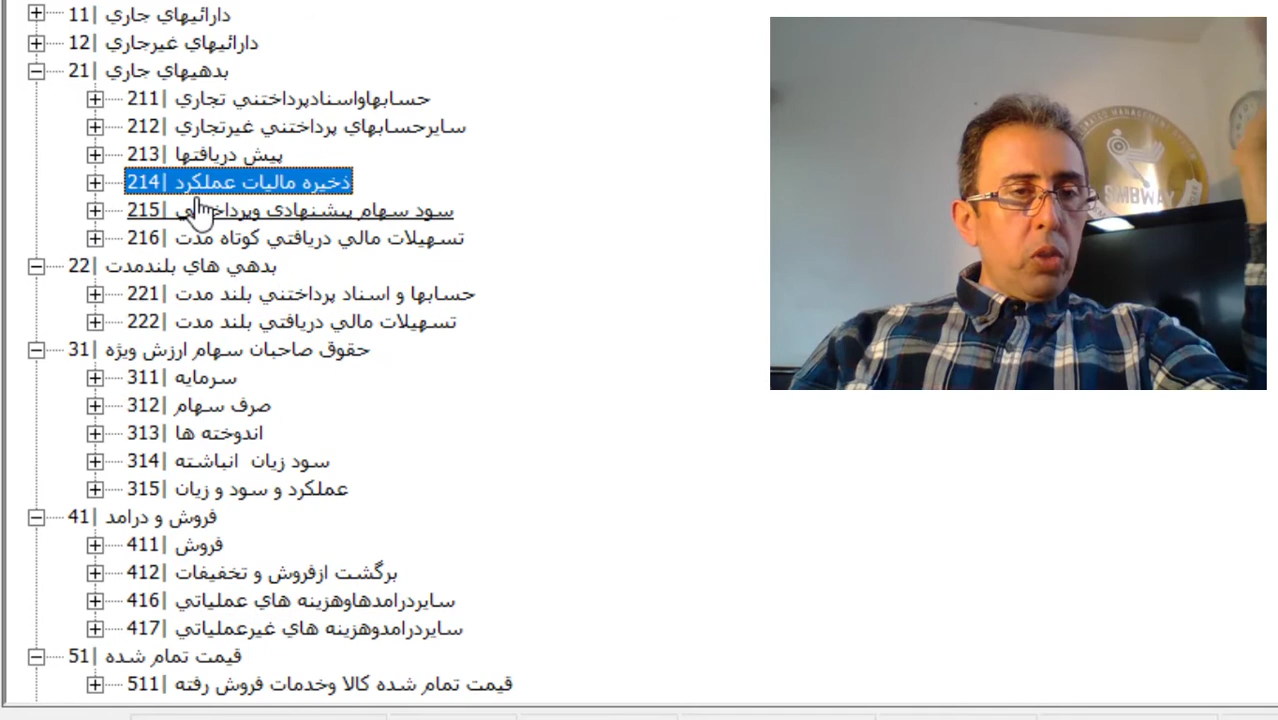 11| دارائيهاي جاري
12| دارائيهاي غيرجاري
21| بدهيهاي جاري
211| حسابهاواسنادپرداختني تجاري
212| سايرحسابهاي پرداختني غيرتجاري
213| پيش دريافتها
214| ذخيره ماليات عملكرد
215| سود سهام پيشنهادي
216| تسهيلات مالي دريافتي كوتاه مدت
22| بدهي هاي بلندمدت
221| حسابها و اسناد پرداختني بلند مدت
222| تسهيلات مالي دريافتي بلند مدت
31| حقوق صاحبان سهام ارزش ويژه
311| سرمايه
312| صرف سهام
313| اندوخته ها
314| سود زيان انباشته
315| عملكرد و سود و زيان
41| فروش و درامد
411| فروش
412| برگشت ازفروش و تخفيفات
416| سايردرامدهاوهزينه هاي عملياتي
417| سايردرامدوهزينه هاي غيرعملياتي
51| قيمت تمام شده
511| قيمت تمام شده كالا وخدمات فروش رفته
SMBWAY